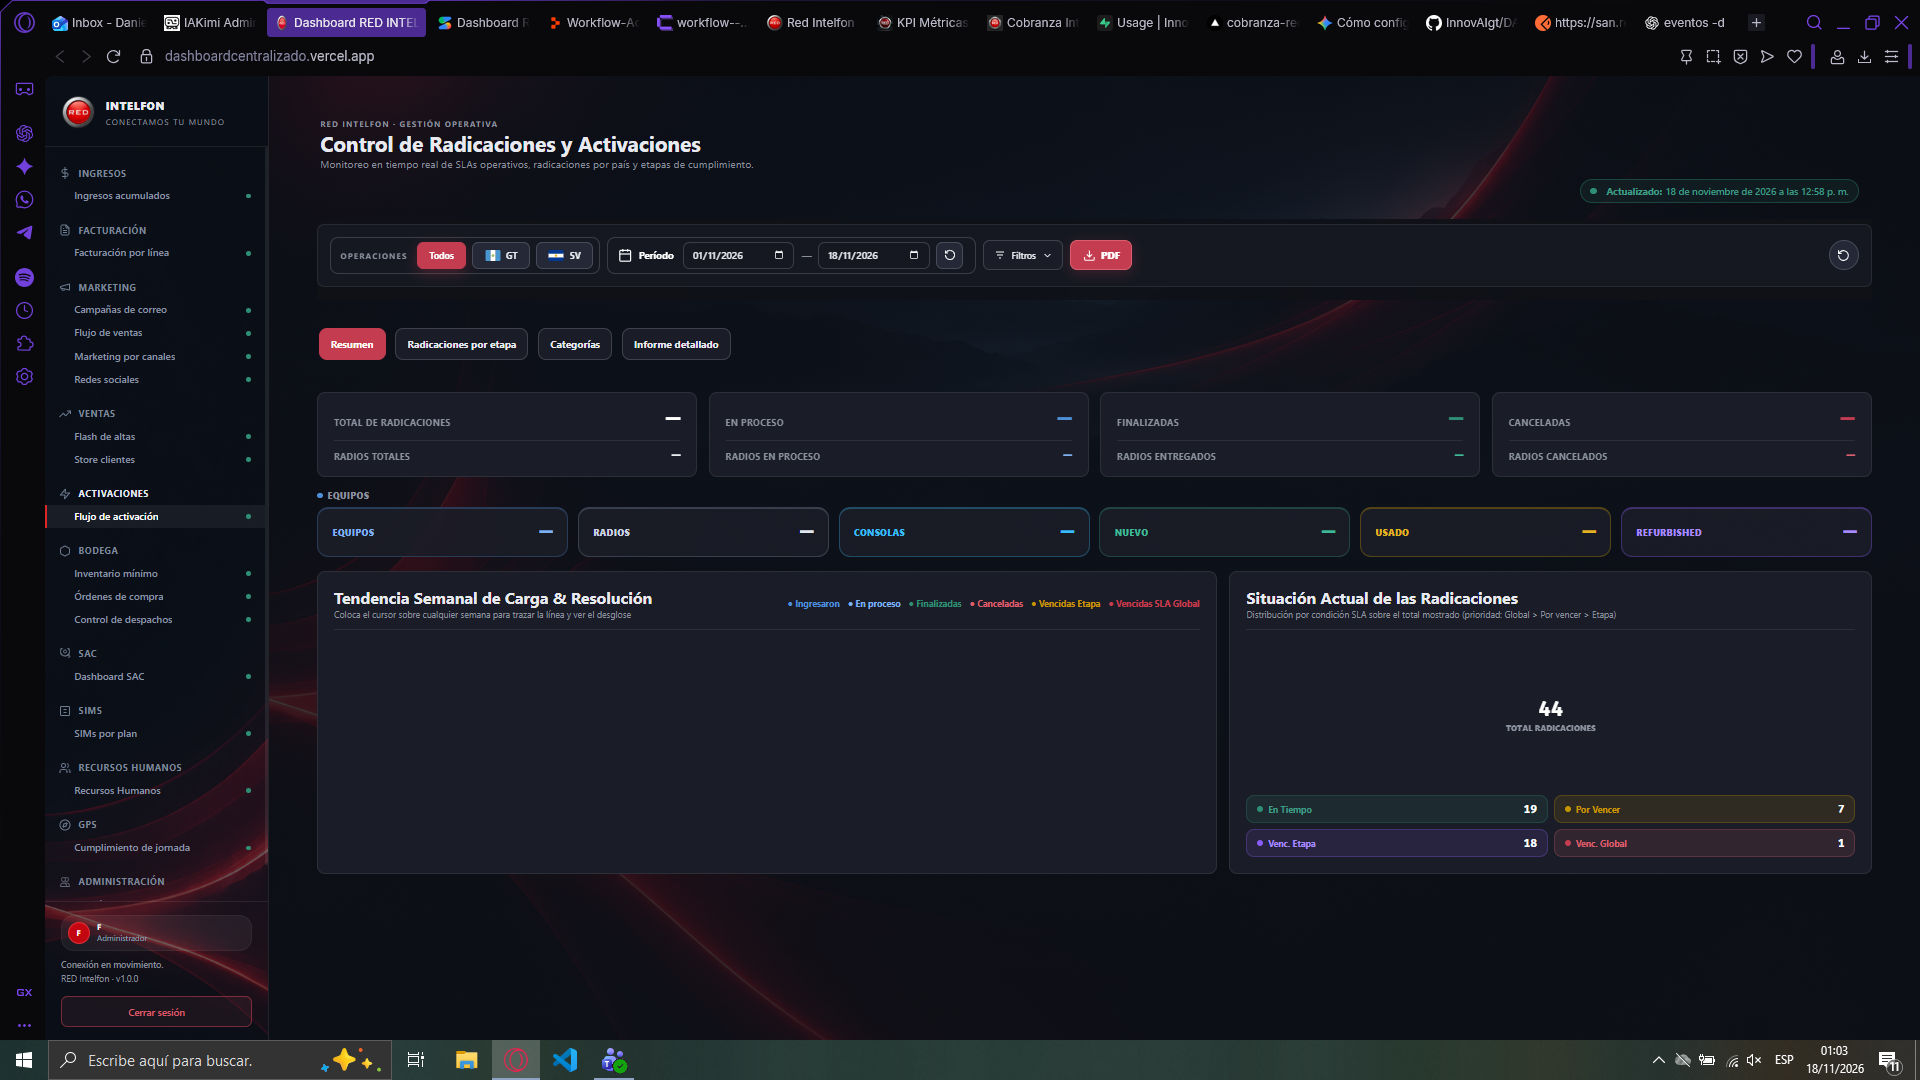 Inbox - Danie
IAKimi Admin
Dashboard RED INTEL
Dashboard R
Workflow-Ac
workflow--...
Red Intelfon
KPI Métricas
Cobranza Int
Usage | Inno
cobranza-re
Cómo config
InnovAIgt/DA
https://san.r
eventos -d
dashboardcentralizado.vercel.app
RED
INTELFON
CONECTAMOS TU MUNDO
INGRESOS
Ingresos acumulados
FACTURACIÓN
Facturación por línea
MARKETING
Campañas de correo
Flujo de ventas
Marketing por canales
Redes sociales
VENTAS
Flash de altas
Store clientes
ACTIVACIONES
Flujo de activación
BODEGA
Inventario mínimo
Órdenes de compra
Control de despachos
SAC
Dashboard SAC
SIMS
SIMs por plan
RECURSOS HUMANOS
Recursos Humanos
GPS
Cumplimiento de jornada
ADMINISTRACIÓN
F
F
Administrador
Conexión en movimiento.
RED Intelfon · v1.0.0
Cerrar sesión
GX
RED INTELFON · GESTIÓN OPERATIVA
Control de Radicaciones y Activaciones
Monitoreo en tiempo real de SLAs operativos, radicaciones por país y etapas de cumplimiento.
Actualizado: 18 de noviembre de 2026 a las 12:58 p. m.
OPERACIONES Todos GT SV Período 01/11/2026 — 18/11/2026 Filtros PDF
Resumen Radicaciones por etapa Categorías Informe detallado
TOTAL DE RADICACIONES —
RADIOS TOTALES —
EN PROCESO —
RADIOS EN PROCESO —
FINALIZADAS —
RADIOS ENTREGADOS —
CANCELADAS —
RADIOS CANCELADOS —
EQUIPOS
EQUIPOS —
RADIOS —
CONSOLAS —
NUEVO —
USADO —
REFURBISHED —
Tendencia Semanal de Carga & Resolución
Coloca el cursor sobre cualquier semana para trazar la línea y ver el desglose
Ingresaron En proceso Finalizadas Canceladas Vencidas Etapa Vencidas SLA Global
Situación Actual de las Radicaciones
Distribución por condición SLA sobre el total mostrado (prioridad: Global > Por vencer > Etapa)
44
TOTAL RADICACIONES
En Tiempo 19
Por Vencer 7
Venc. Etapa 18
Venc. Global 1
Escribe aquí para buscar.
ESP
01:03
18/11/2026
11